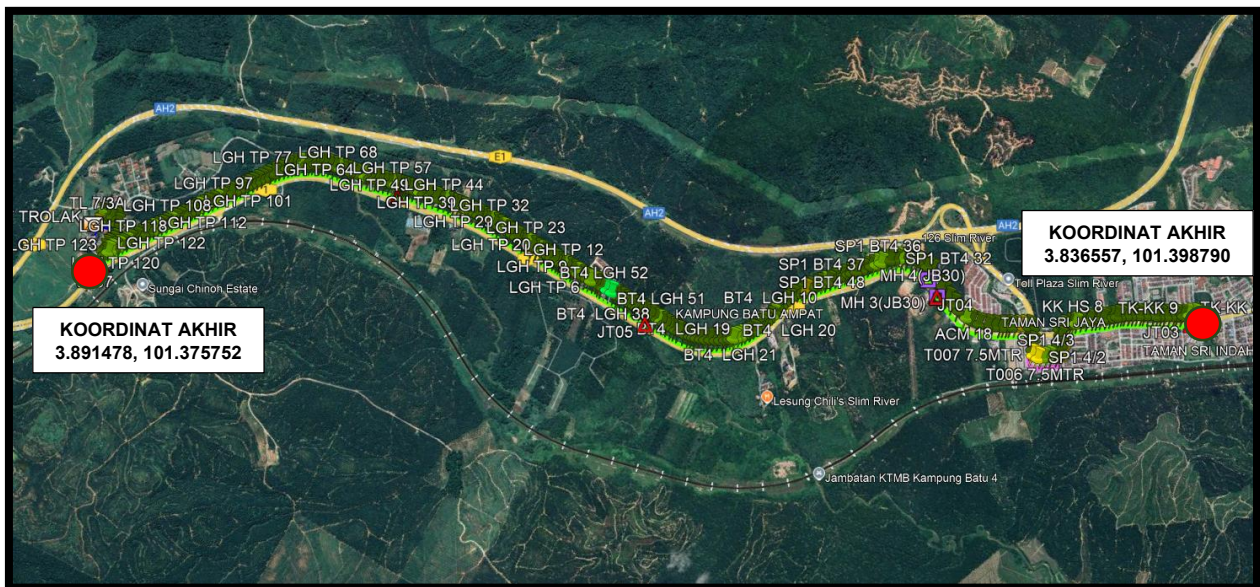 AH2
E1
AH2
AH2
LGH TP 77
LGH TP 68
LGH TP 64
LGH TP 57
LGH TP 97
LGH TP 49
LGH TP 44
TL 7/3A
LGH TP 108
LGH TP 101
LGH TP 39
LGH TP 32
TROLAK
LGH TP 118
GH TP 112
LGH TP 29
LGH TP 23
LGH TP 123
LGH TP 122
LGH TP 20
LGH TP 12
TP 120
LGH TP 9
LGH TP 6
BT4 LGH 52
Sungai Chinoh Estate
BT4 LGH 51
BT4 LGH 10
BT4 LGH 38
KAMPUNG BATU AMPAT
JT05
LGH 19
BT4 LGH 20
BT4 LGH 21
SP1 BT4 36
126 Slim River
SP1 BT4 37
SP1 BT4 32
SP1 BT4 48
MH 4(JB30)
Toll Plaza Slim River
MH 3(JB30)
JT04
KK HS 8
TK-KK 9
TK-KK
ACM 18
TAMAN SRI JAYA
JT03
SP1 4/3
TAMAN SRI INDAH
T007 7.5MTR
SP1 4/2
T006 7.5MTR
Lesung Chili's Slim River
Jambatan KTMB Kampung Batu 4
KOORDINAT AKHIR
3.836557, 101.398790
KOORDINAT AKHIR
3.891478, 101.375752